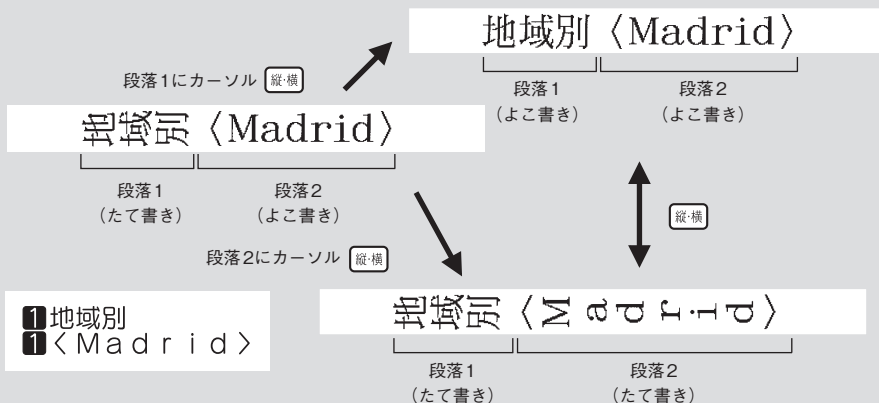 地域別〈Madrid〉
段落1
（よこ書き）
段落2
（よこ書き）
段落1にカーソル 縦・横
地域別〈Madrid〉
段落1
（たて書き）
段落2
（よこ書き）
縦・横
段落2にカーソル 縦・横
1地域別
1〈Madrid〉
地域別〈Madrid〉
段落1
（たて書き）
段落2
（たて書き）